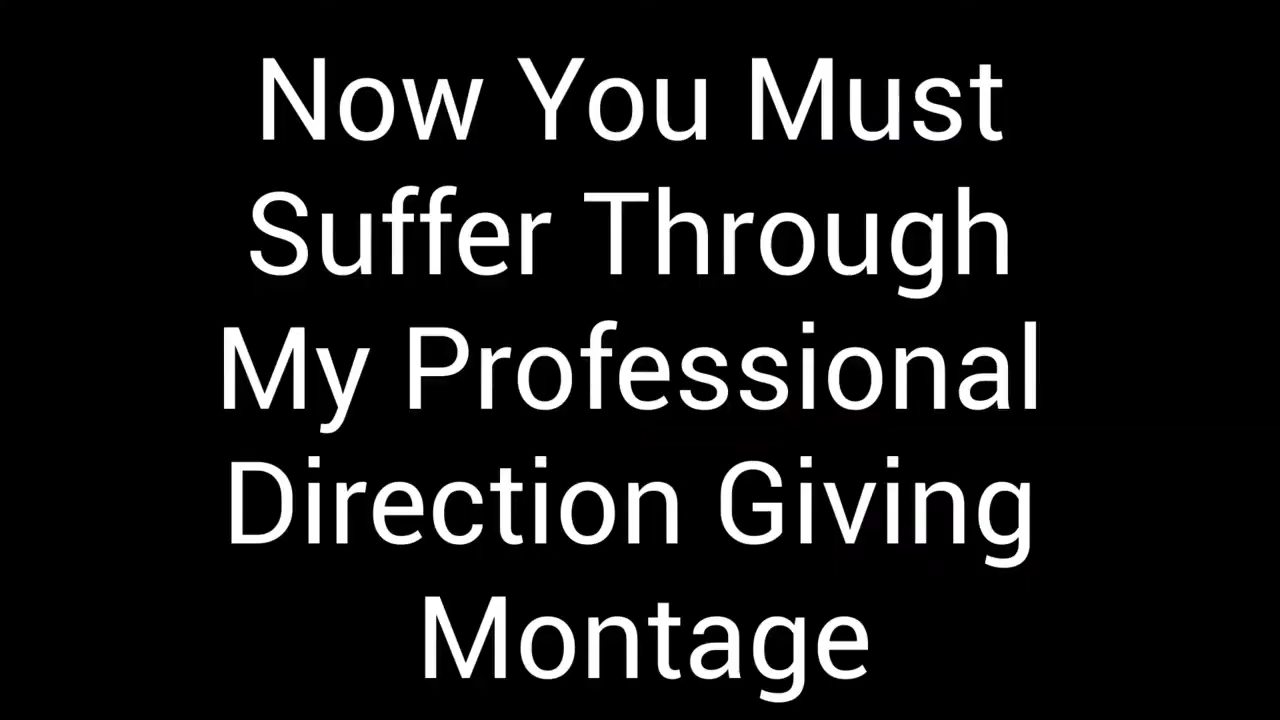 Now You Must
Suffer Through
My Professional
Direction Giving
Montage